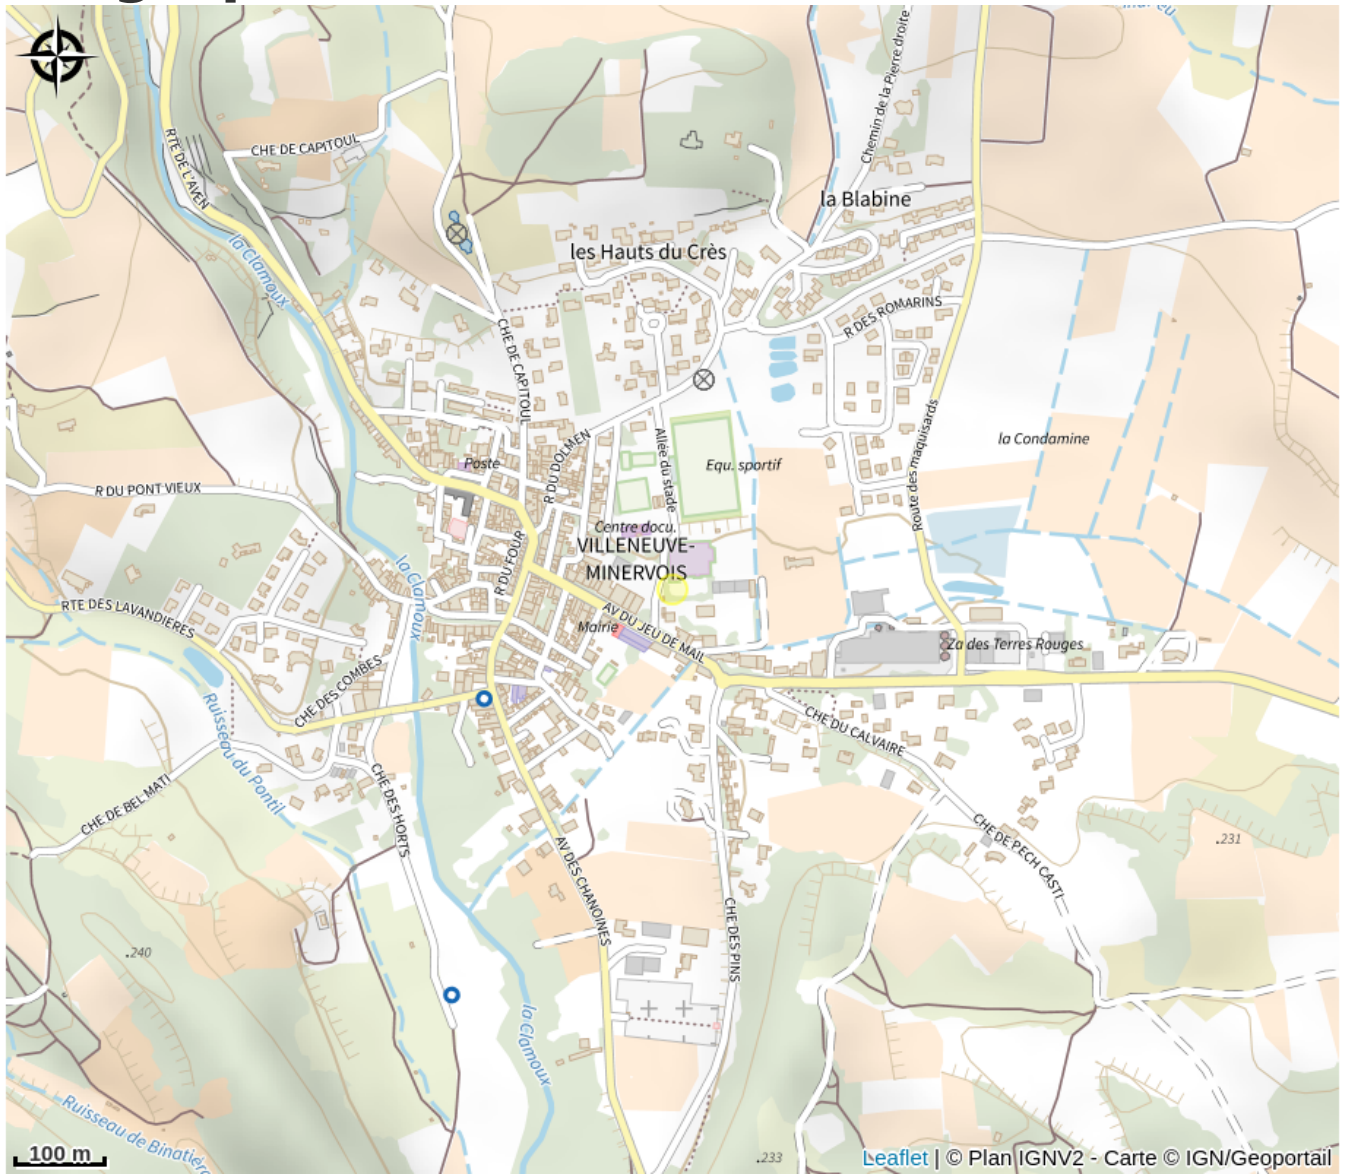 Chemin de la Pierre droite
RTE DE L'AVEN
CHE DE CAPITOUL
la Blabine
la Clamoux
les Hauts du Crès
R DES ROMARINS
CHE DE CAPITOUL
Route des maquisards
la Condamine
R DU DOLMEN
Allée du stade
Poste
Equ. sportif
R DU PONT VIEUX
Centre docu.
VILLENEUVE-
MINERVOIS
R DU FOUR
la Clamoux
RTE DES LAVANDIERES
AV DU JEU DE MAIL
Mairie
Za des Terres Rouges
CHE DES COMBES
Ruisseau du Pontil
CHE DU CALVAIRE
CHE DE BEL MATI
CHE DES HORTS
CHE DE PECH CASTI
.231
AV DES CHANOINES
CHE DES PINS
.240
la Clamoux
Ruisseau de Binatière
.233
100 m
Leaflet | © Plan IGNV2 - Carte © IGN/Geoportail